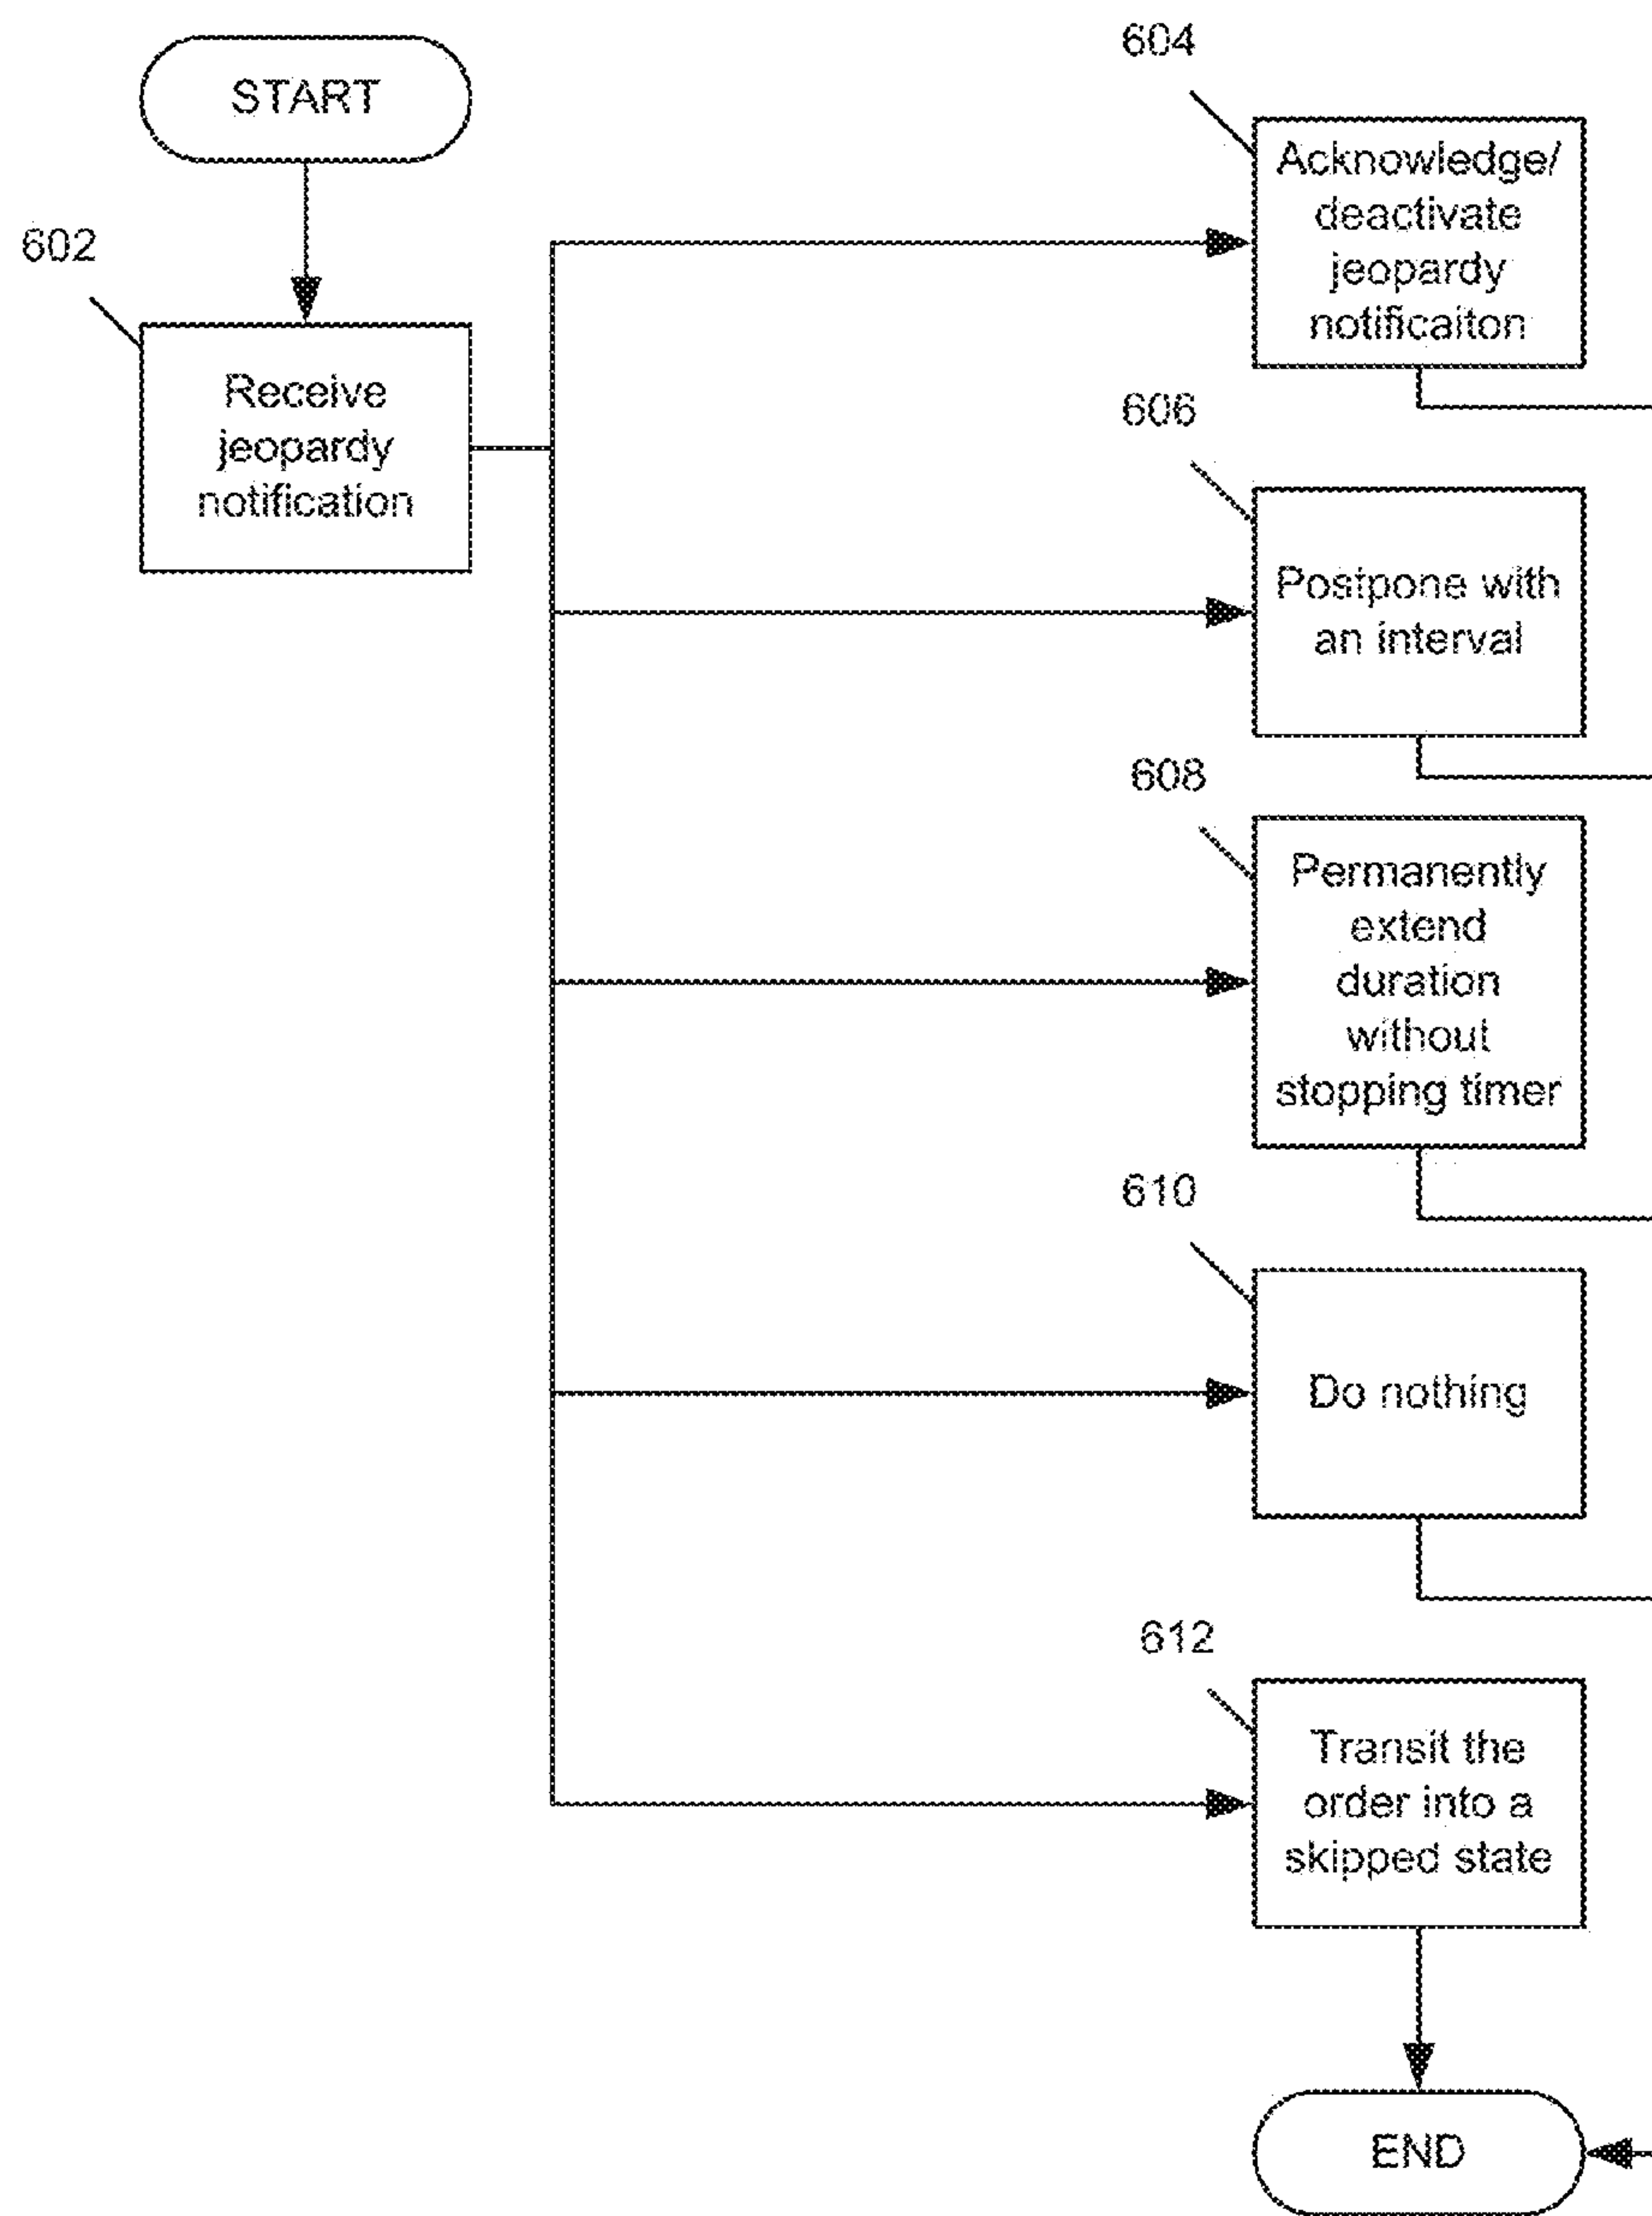 START
602
Receive
jeopardy
notification
604
Acknowledge/
deactivate
jeopardy
notificaiton
606
Postpone with
an interval
608
Permanently
extend
duration
without
stopping timer
610
Do nothing
612
Transit the
order into a
skipped state
END